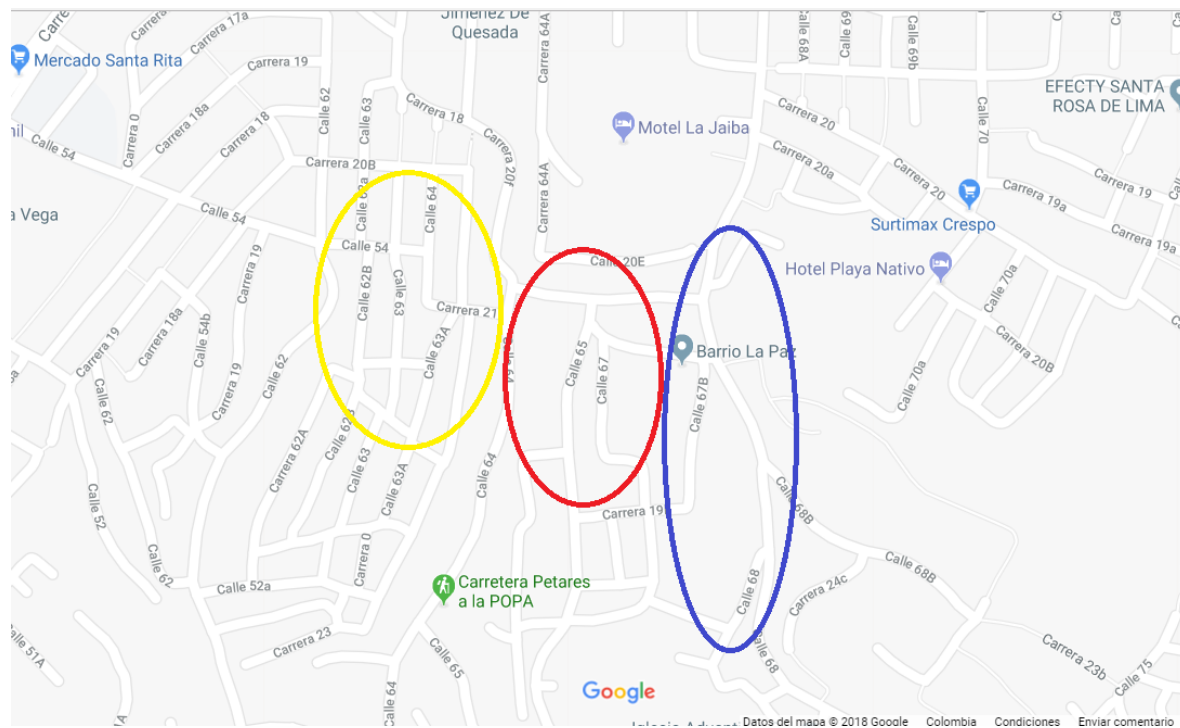 Jiménez De
Quesada
Carrera 17a
Mercado Santa Rita
Carrera 19
Calle 62
Calle 63
Carrera 64A
Calle 68A
Calle 69b
EFECTY SANTA
ROSA DE LIMA
Carrera 0
Carrera 18a
Carrera 18
Carrera 18
Motel La Jaiba
Carrera 20
Calle 70
Calle 54
Carrera 20B
Carrera 20f
Carrera 64A
Carrera 20a
Carrera 20
Carrera 19
Calle 64
Surtimax Crespo
Carrera 19a
Carrera 19a
a Vega
Calle 54
Calle 54
Calle 19
Calle 62B
Calle 63
Calle 20E
Hotel Playa Nativo
Calle 70a
Carrera 21
Carrera 19
Carrera 18a
Calle 54b
Carrera 19
Calle 62
Calle 63A
Calle 64
Calle 65
Calle 67
Barrio La Paz
Calle 67B
Calle 70a
Carrera 20B
Calle 62
Carrera 62A
Calle 63
Calle 63A
Calle 64
Carrera 19
Calle 68B
Calle 52
Calle 62
Calle 52a
Carrera 0
Carretera Petares
a la POPA
Calle 68
Carrera 24c
Calle 68B
Calle 51A
Carrera 23
Calle 65
Calle 64
Calle 68
Carrera 23b
Calle 75
Google
Datos del mapa © 2018 Google Colombia Condiciones Enviar comentario